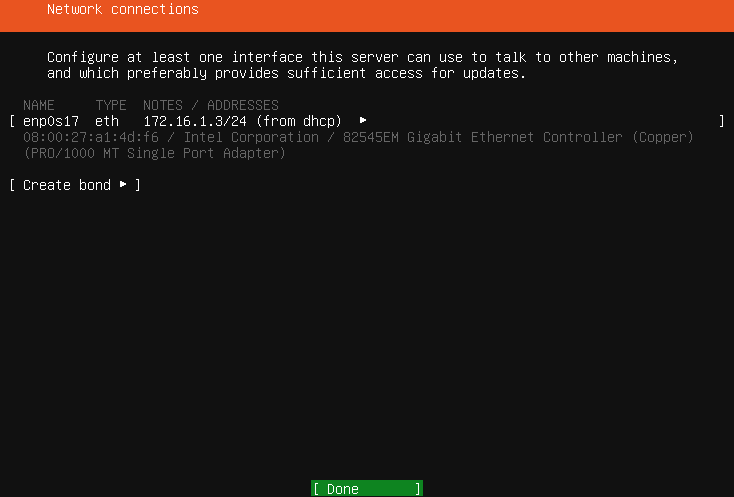 Network connections
Configure at least one interface this server can use to talk to other machines,
and which preferably provides sufficient access for updates.
NAME TYPE NOTES / ADDRESSES
[ enp0s17 eth 172.16.1.3/24 (from dhcp) ▸ ]
08:00:27:a1:4d:f6 / Intel Corporation / 82545EM Gigabit Ethernet Controller (Copper)
(PRO/1000 MT Single Port Adapter)
[ Create bond ▸ ]
[ Done ]